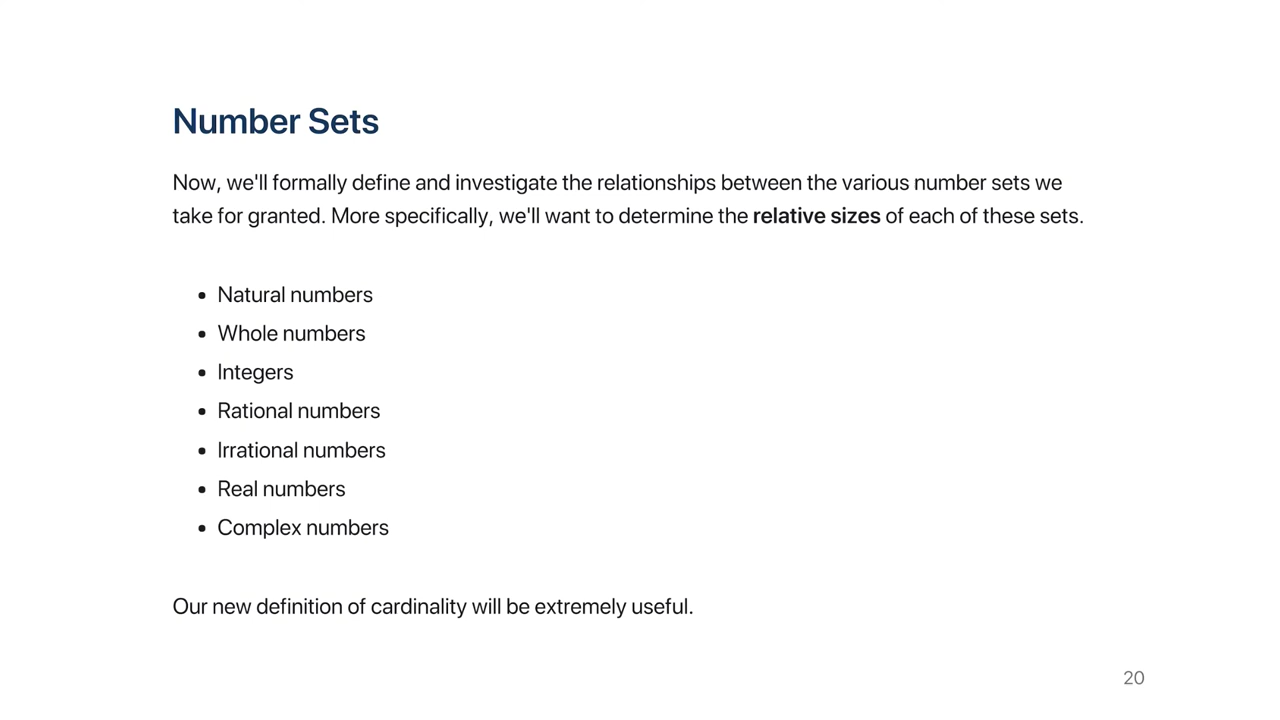 Number Sets
Now, we'll formally define and investigate the relationships between the various number sets we
take for granted. More specifically, we'll want to determine the relative sizes of each of these sets.
• Natural numbers
• Whole numbers
• Integers
• Rational numbers
• Irrational numbers
• Real numbers
• Complex numbers
Our new definition of cardinality will be extremely useful.
20